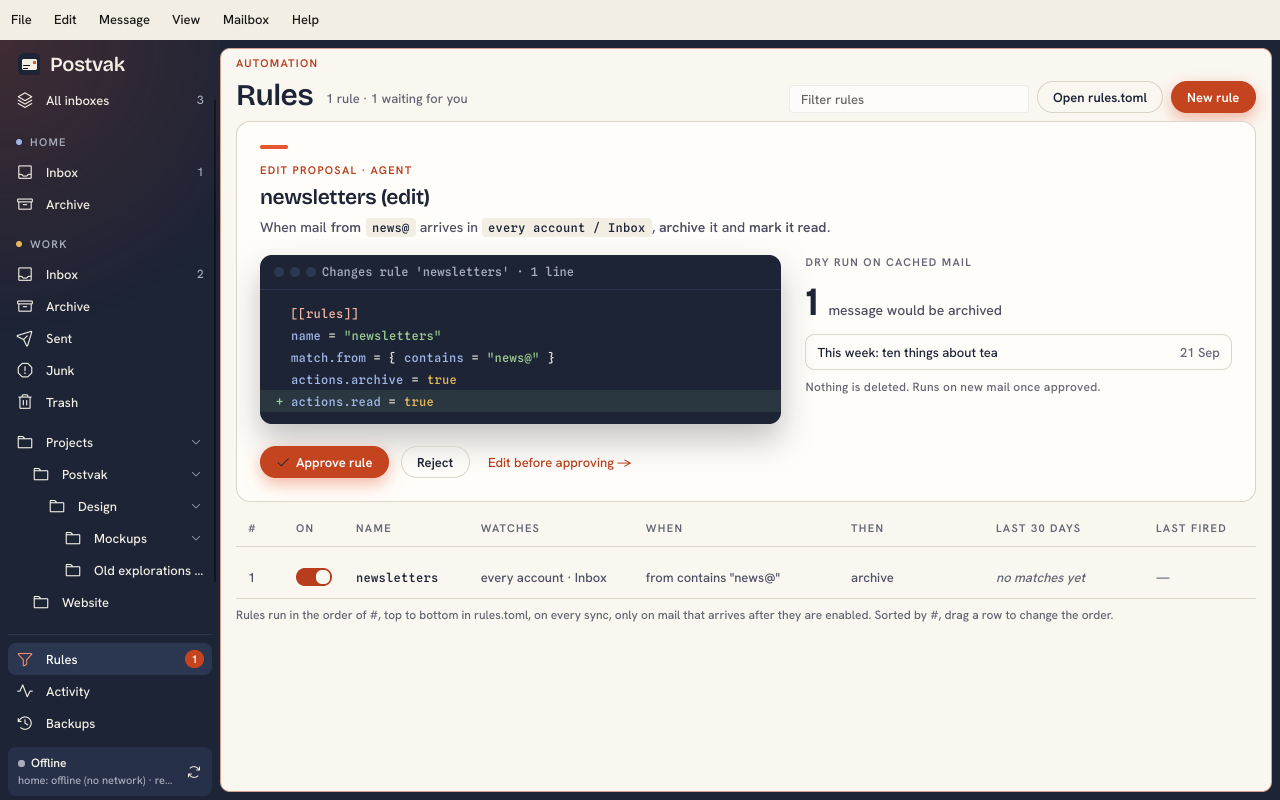 File Edit Message View Mailbox Help
Postvak
All inboxes 3
HOME
Inbox 1
Archive
WORK
Inbox 2
Archive
Sent
Junk
Trash
Projects
Postvak
Design
Mockups
Old explorations ...
Website
Rules 1
Activity
Backups
Offline
home: offline (no network) · re...
AUTOMATION
Rules 1 rule · 1 waiting for you
Filter rules
Open rules.toml
New rule
EDIT PROPOSAL · AGENT
newsletters (edit)
When mail from news@ arrives in every account / Inbox, archive it and mark it read.
Changes rule 'newsletters' · 1 line
[[rules]]
name = "newsletters"
match.from = { contains = "news@" }
actions.archive = true
+ actions.read = true
DRY RUN ON CACHED MAIL
1 message would be archived
This week: ten things about tea 21 Sep
Nothing is deleted. Runs on new mail once approved.
Approve rule
Reject
Edit before approving →
# ON NAME WATCHES WHEN THEN LAST 30 DAYS LAST FIRED
1 newsletters every account · Inbox from contains "news@" archive no matches yet —
Rules run in the order of #, top to bottom in rules.toml, on every sync, only on mail that arrives after they are enabled. Sorted by #, drag a row to change the order.